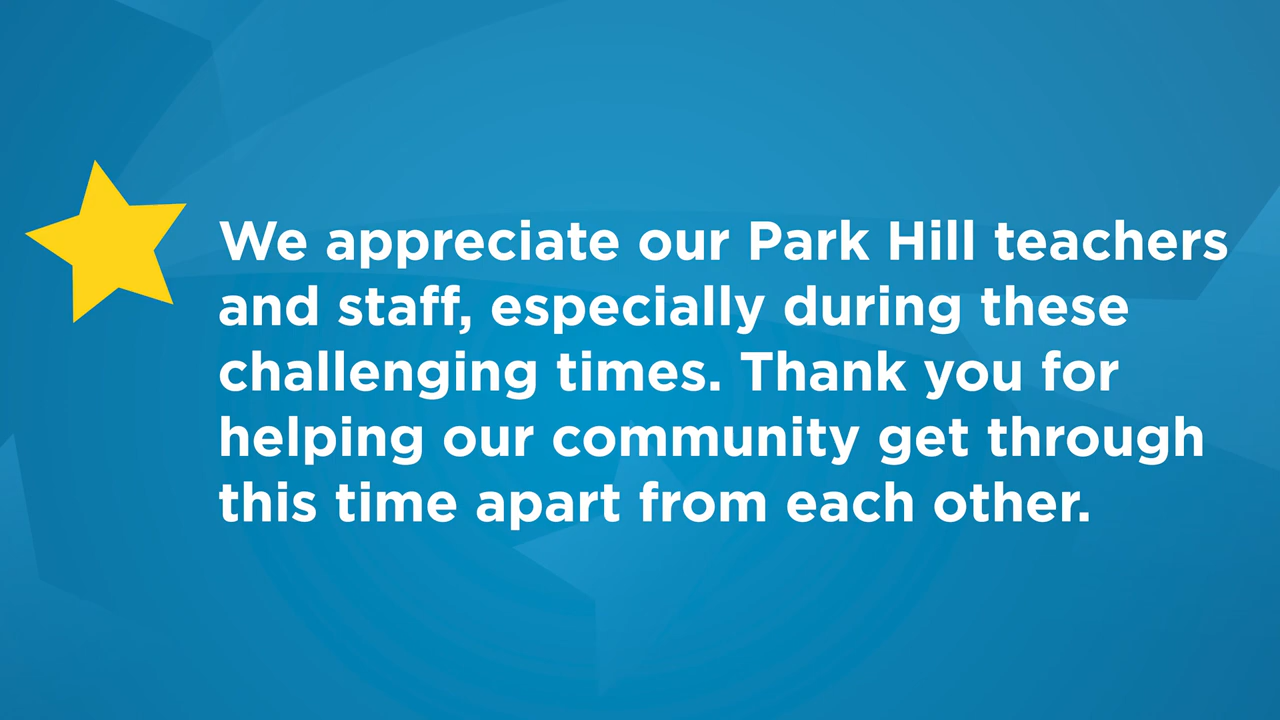 We appreciate our Park Hill teachers
and staff, especially during these
challenging times. Thank you for
helping our community get through
this time apart from each other.